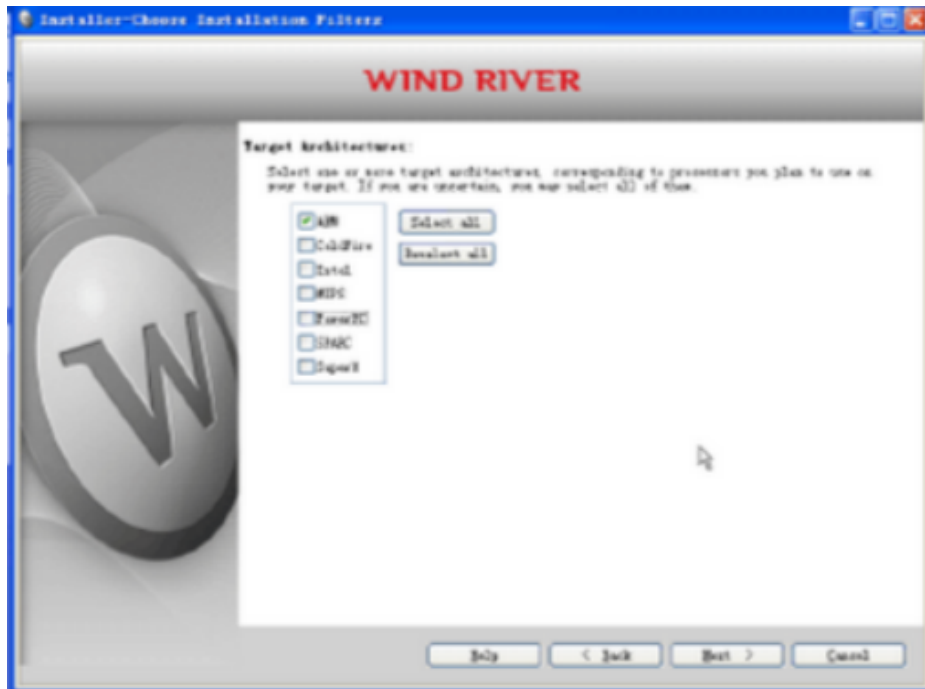 Installer-Choose Installation Filters
WIND RIVER
Target Architectures:
Select one or more target architectures, corresponding to processors you plan to use on
your target. If you are uncertain, you may select all of them.
ARM
Select all
ColdFire
Deselect all
Intel
MIPS
PowerPC
SPARC
SuperH
W
Help
< Back
Next >
Cancel